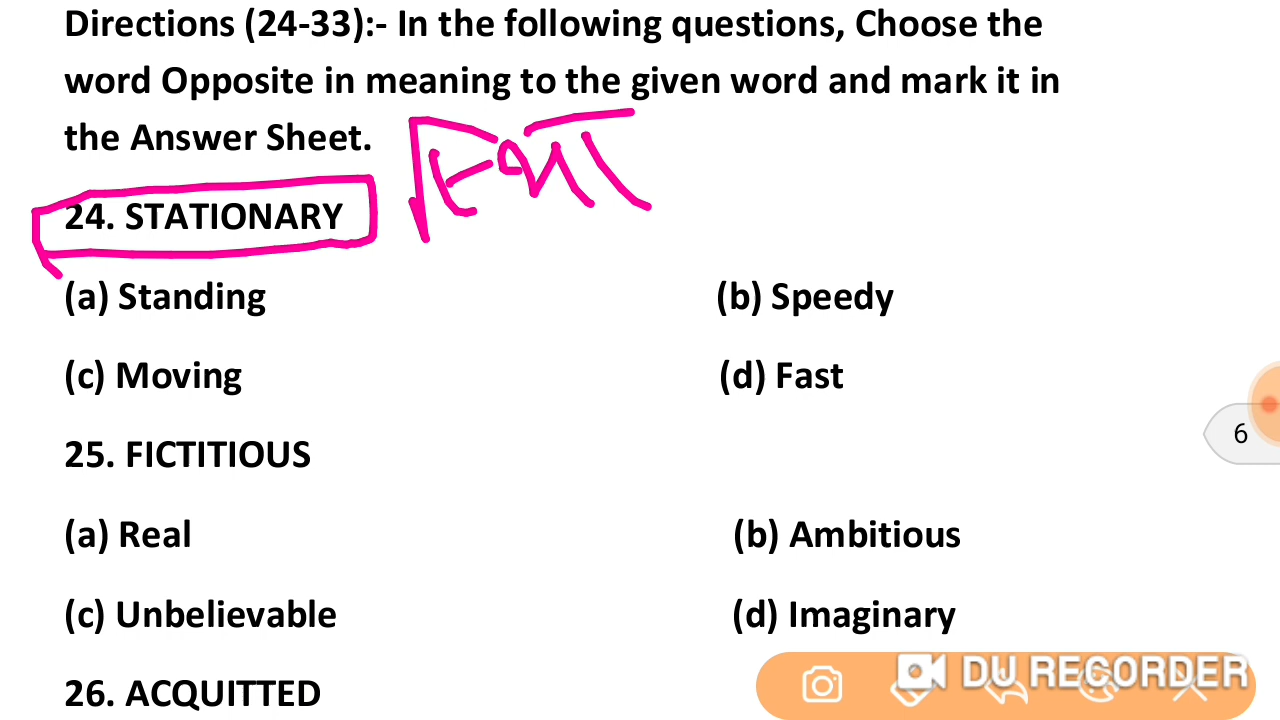 Directions (24-33):- In the following questions, Choose the
word Opposite in meaning to the given word and mark it in
the Answer Sheet.
24. STATIONARY
(a) Standing (b) Speedy
(c) Moving (d) Fast
6
25. FICTITIOUS
(a) Real (b) Ambitious
(c) Unbelievable (d) Imaginary
26. ACQUITTED
DU RECORDER